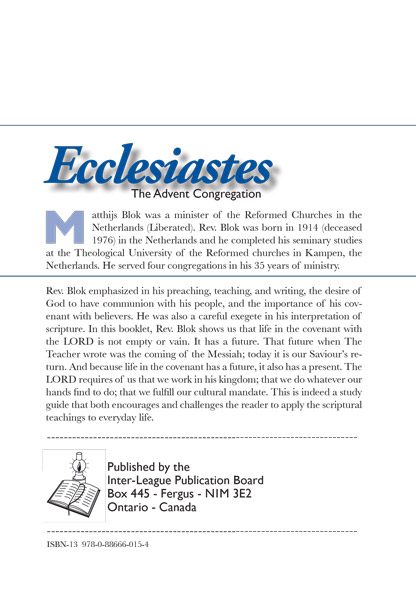 Ecclesiastes
The Advent Congregation
Matthijs Blok was a minister of the Reformed Churches in the
Netherlands (Liberated). Rev. Blok was born in 1914 (deceased
1976) in the Netherlands and he completed his seminary studies
at the Theological University of the Reformed churches in Kampen, the
Netherlands. He served four congregations in his 35 years of ministry.
Rev. Blok emphasized in his preaching, teaching, and writing, the desire of
God to have communion with his people, and the importance of his cov-
enant with believers. He was also a careful exegete in his interpretation of
scripture. In this booklet, Rev. Blok shows us that life in the covenant with
the LORD is not empty or vain. It has a future. That future when The
Teacher wrote was the coming of the Messiah; today it is our Saviour's re-
turn. And because life in the covenant has a future, it also has a present. The
LORD requires of us that we work in his kingdom; that we do whatever our
hands find to do; that we fulfill our cultural mandate. This is indeed a study
guide that both encourages and challenges the reader to apply the scriptural
teachings to everyday life.
Published by the
Inter-League Publication Board
Box 445 - Fergus - NIM 3E2
Ontario - Canada
ISBN-13 978-0-88666-015-4